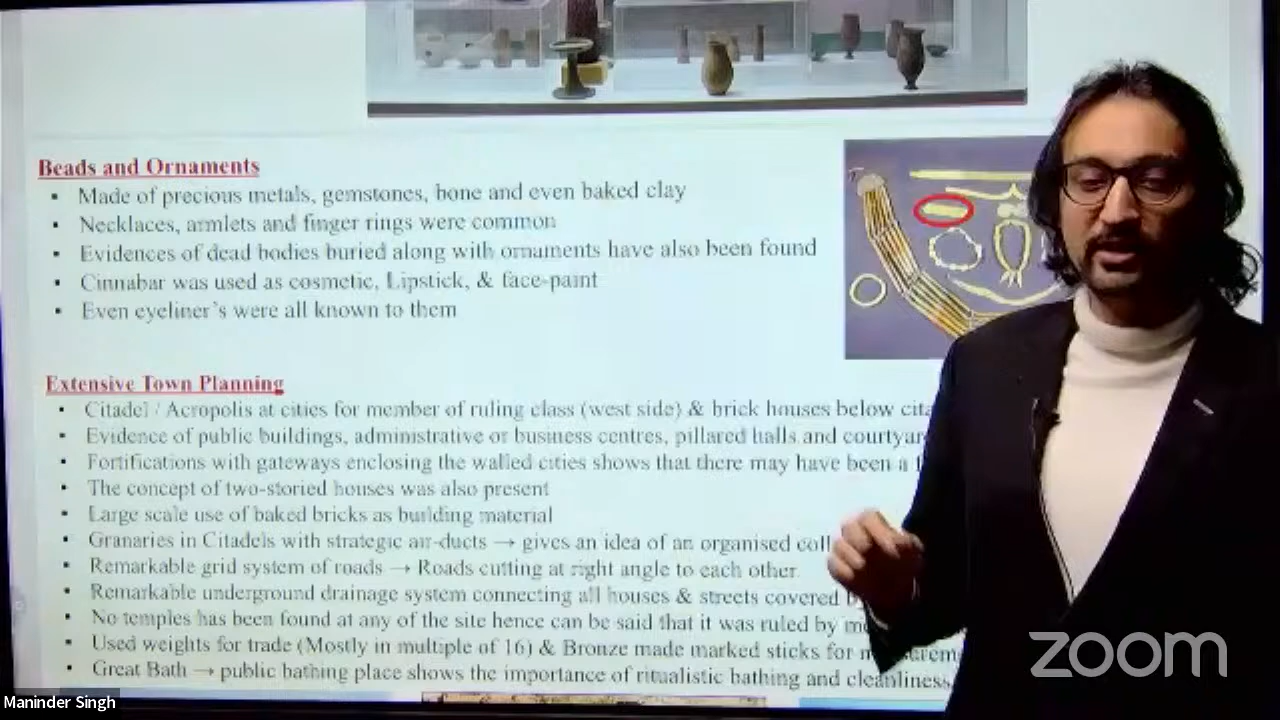 Beads and Ornaments
▪ Made of precious metals, gemstones, bone and even baked clay
▪ Necklaces, armlets and finger rings were common
▪ Evidences of dead bodies buried along with ornaments have also been found
▪ Cinnabar was used as cosmetic, Lipstick, & face-paint
▪ Even eyeliner's were all known to them
Extensive Town Planning
• Citadel / Acropolis at cities for member of ruling class (west side) & brick houses below
• Evidence of public buildings, administrative or business centres, pillared halls and
• Fortifications with gateways enclosing the walled cities shows that there may have been a
• The concept of two-storied houses was also present
• Large scale use of baked bricks as building material
• Granaries in Citadels with strategic air-ducts → gives an idea of an organised
• Remarkable grid system of roads → Roads cutting at right angle to each other
• Remarkable underground drainage system connecting all houses & streets covered
• No temples has been found at any of the site hence can be said that it was ruled by
• Used weights for trade (Mostly in multiple of 16) & Bronze made marked sticks for
• Great Bath → public bathing place shows the importance of ritualistic bathing and cleanliness
zoom
Maninder Singh